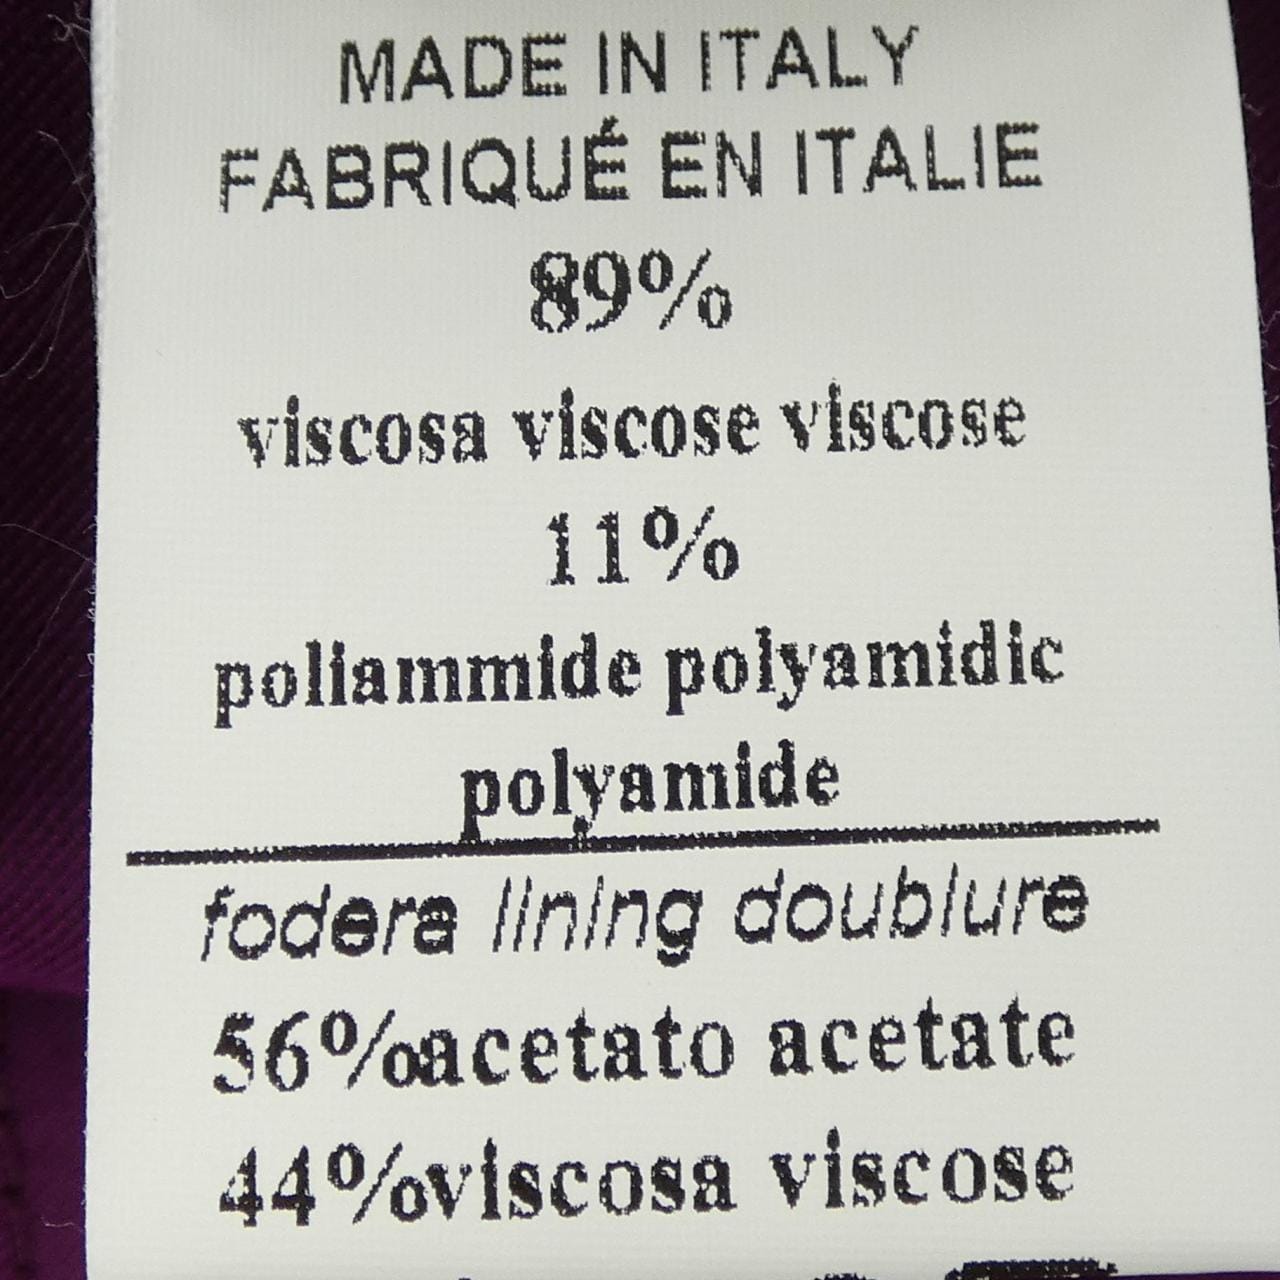 MADE IN ITALY
FABRIQUÉ EN ITALIE
89%
viscosa viscose viscose
11%
poliammide polyamidic
polyamide
fodera lining doublure
56%acetato acetate
44%viscosa viscose